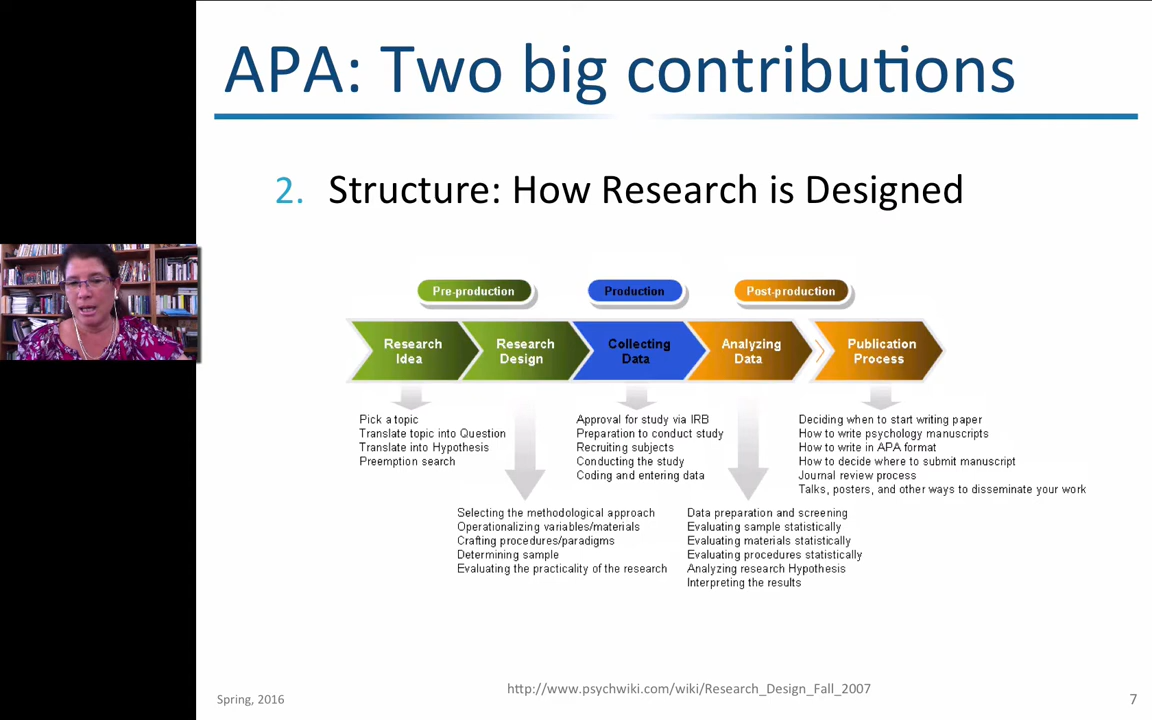 APA: Two big contributions
2. Structure: How Research is Designed
Pre-production
Production
Post-production
Research
Idea
Research
Design
Collecting
Data
Analyzing
Data
Publication
Process
Pick a topic
Translate topic into Question
Translate into Hypothesis
Preemption search
Approval for study via IRB
Preparation to conduct study
Recruiting subjects
Conducting the study
Coding and entering data
Deciding when to start writing paper
How to write psychology manuscripts
How to write in APA format
How to decide where to submit manuscript
Journal review process
Talks, posters, and other ways to disseminate your work
Selecting the methodological approach
Operationalizing variables/materials
Crafting procedures/paradigms
Determining sample
Evaluating the practicality of the research
Data preparation and screening
Evaluating sample statistically
Evaluating materials statistically
Evaluating procedures statistically
Analyzing research Hypothesis
Interpreting the results
http://www.psychwiki.com/wiki/Research_Design_Fall_2007
Spring, 2016
7